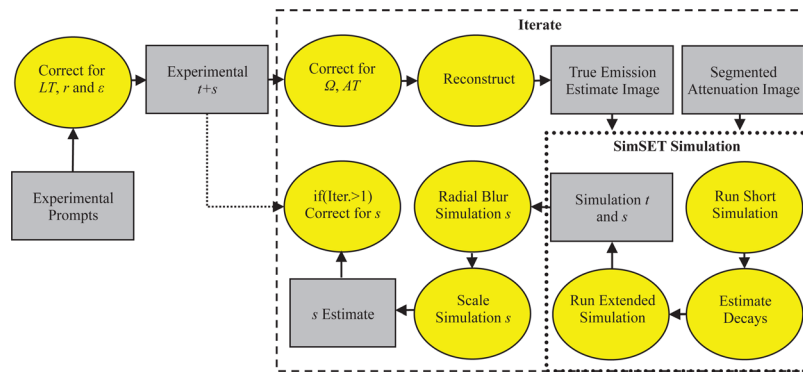 Iterate
Correct for
LT, r and ε
Experimental
t+s
Correct for
Ω, AT
Reconstruct
True Emission
Estimate Image
Segmented
Attenuation Image
SimSET Simulation
Experimental
Prompts
if(Iter.>1)
Correct for s
Radial Blur
Simulation s
Simulation t
and s
Run Short
Simulation
s Estimate
Scale
Simulation s
Run Extended
Simulation
Estimate
Decays